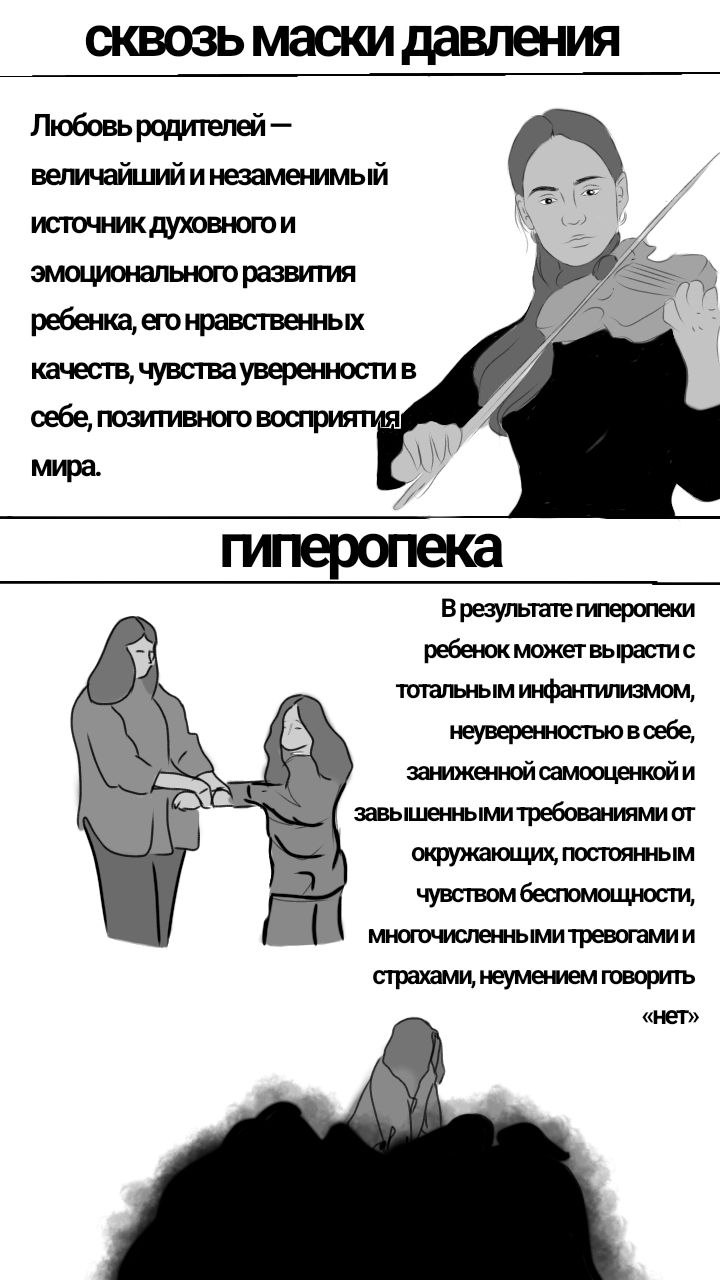 сквозь маски давления
Любовь родителей —
величайший и незаменимый
источник духовного и
эмоционального развития
ребенка, его нравственных
качеств, чувства уверенности в
себе, позитивного восприятия
мира.
гиперопека
В результате гиперопеки
ребенок может вырасти с
тотальным инфантилизмом,
неуверенностью в себе,
заниженной самооценкой и
завышенными требованиями от
окружающих, постоянным
чувством беспомощности,
многочисленными тревогами и
страхами, неумением говорить
«нет»